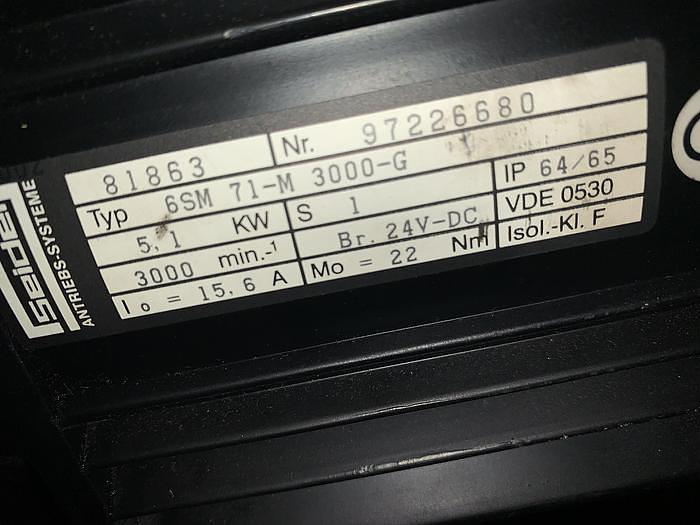 81863 Nr. 97226680
Typ 6SM 71-M 3000-G
5,1 KW S 1 IP 64/65
3000 min.-¹ Br. 24V-DC VDE 0530
I o = 15,6 A Mo = 22 Nm Isol.-Kl. F
Seidel
ANTRIEBS-SYSTEME